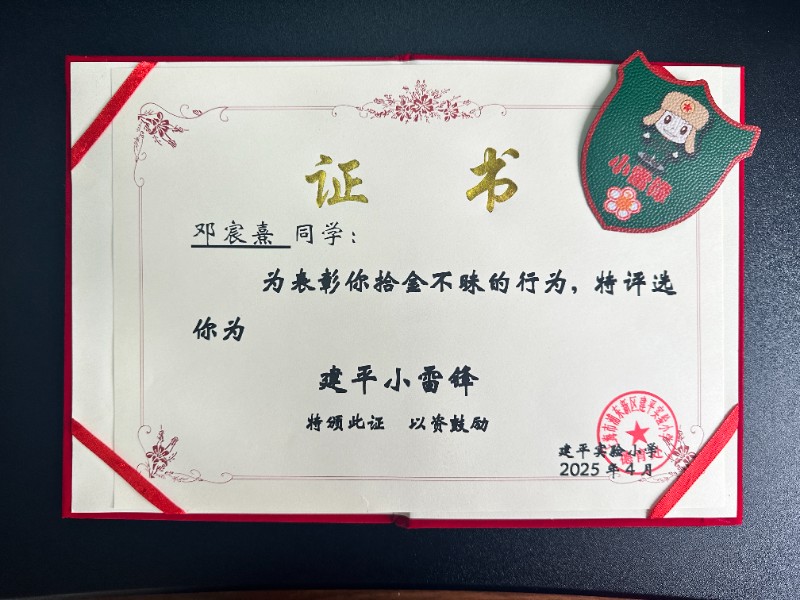 证 书
小雷锋
邓宸熹 同学：
为表彰你拾金不昧的行为，特评选
你为
建平小雷锋
特颁此证 以资鼓励
建平实验小学
2025年4月